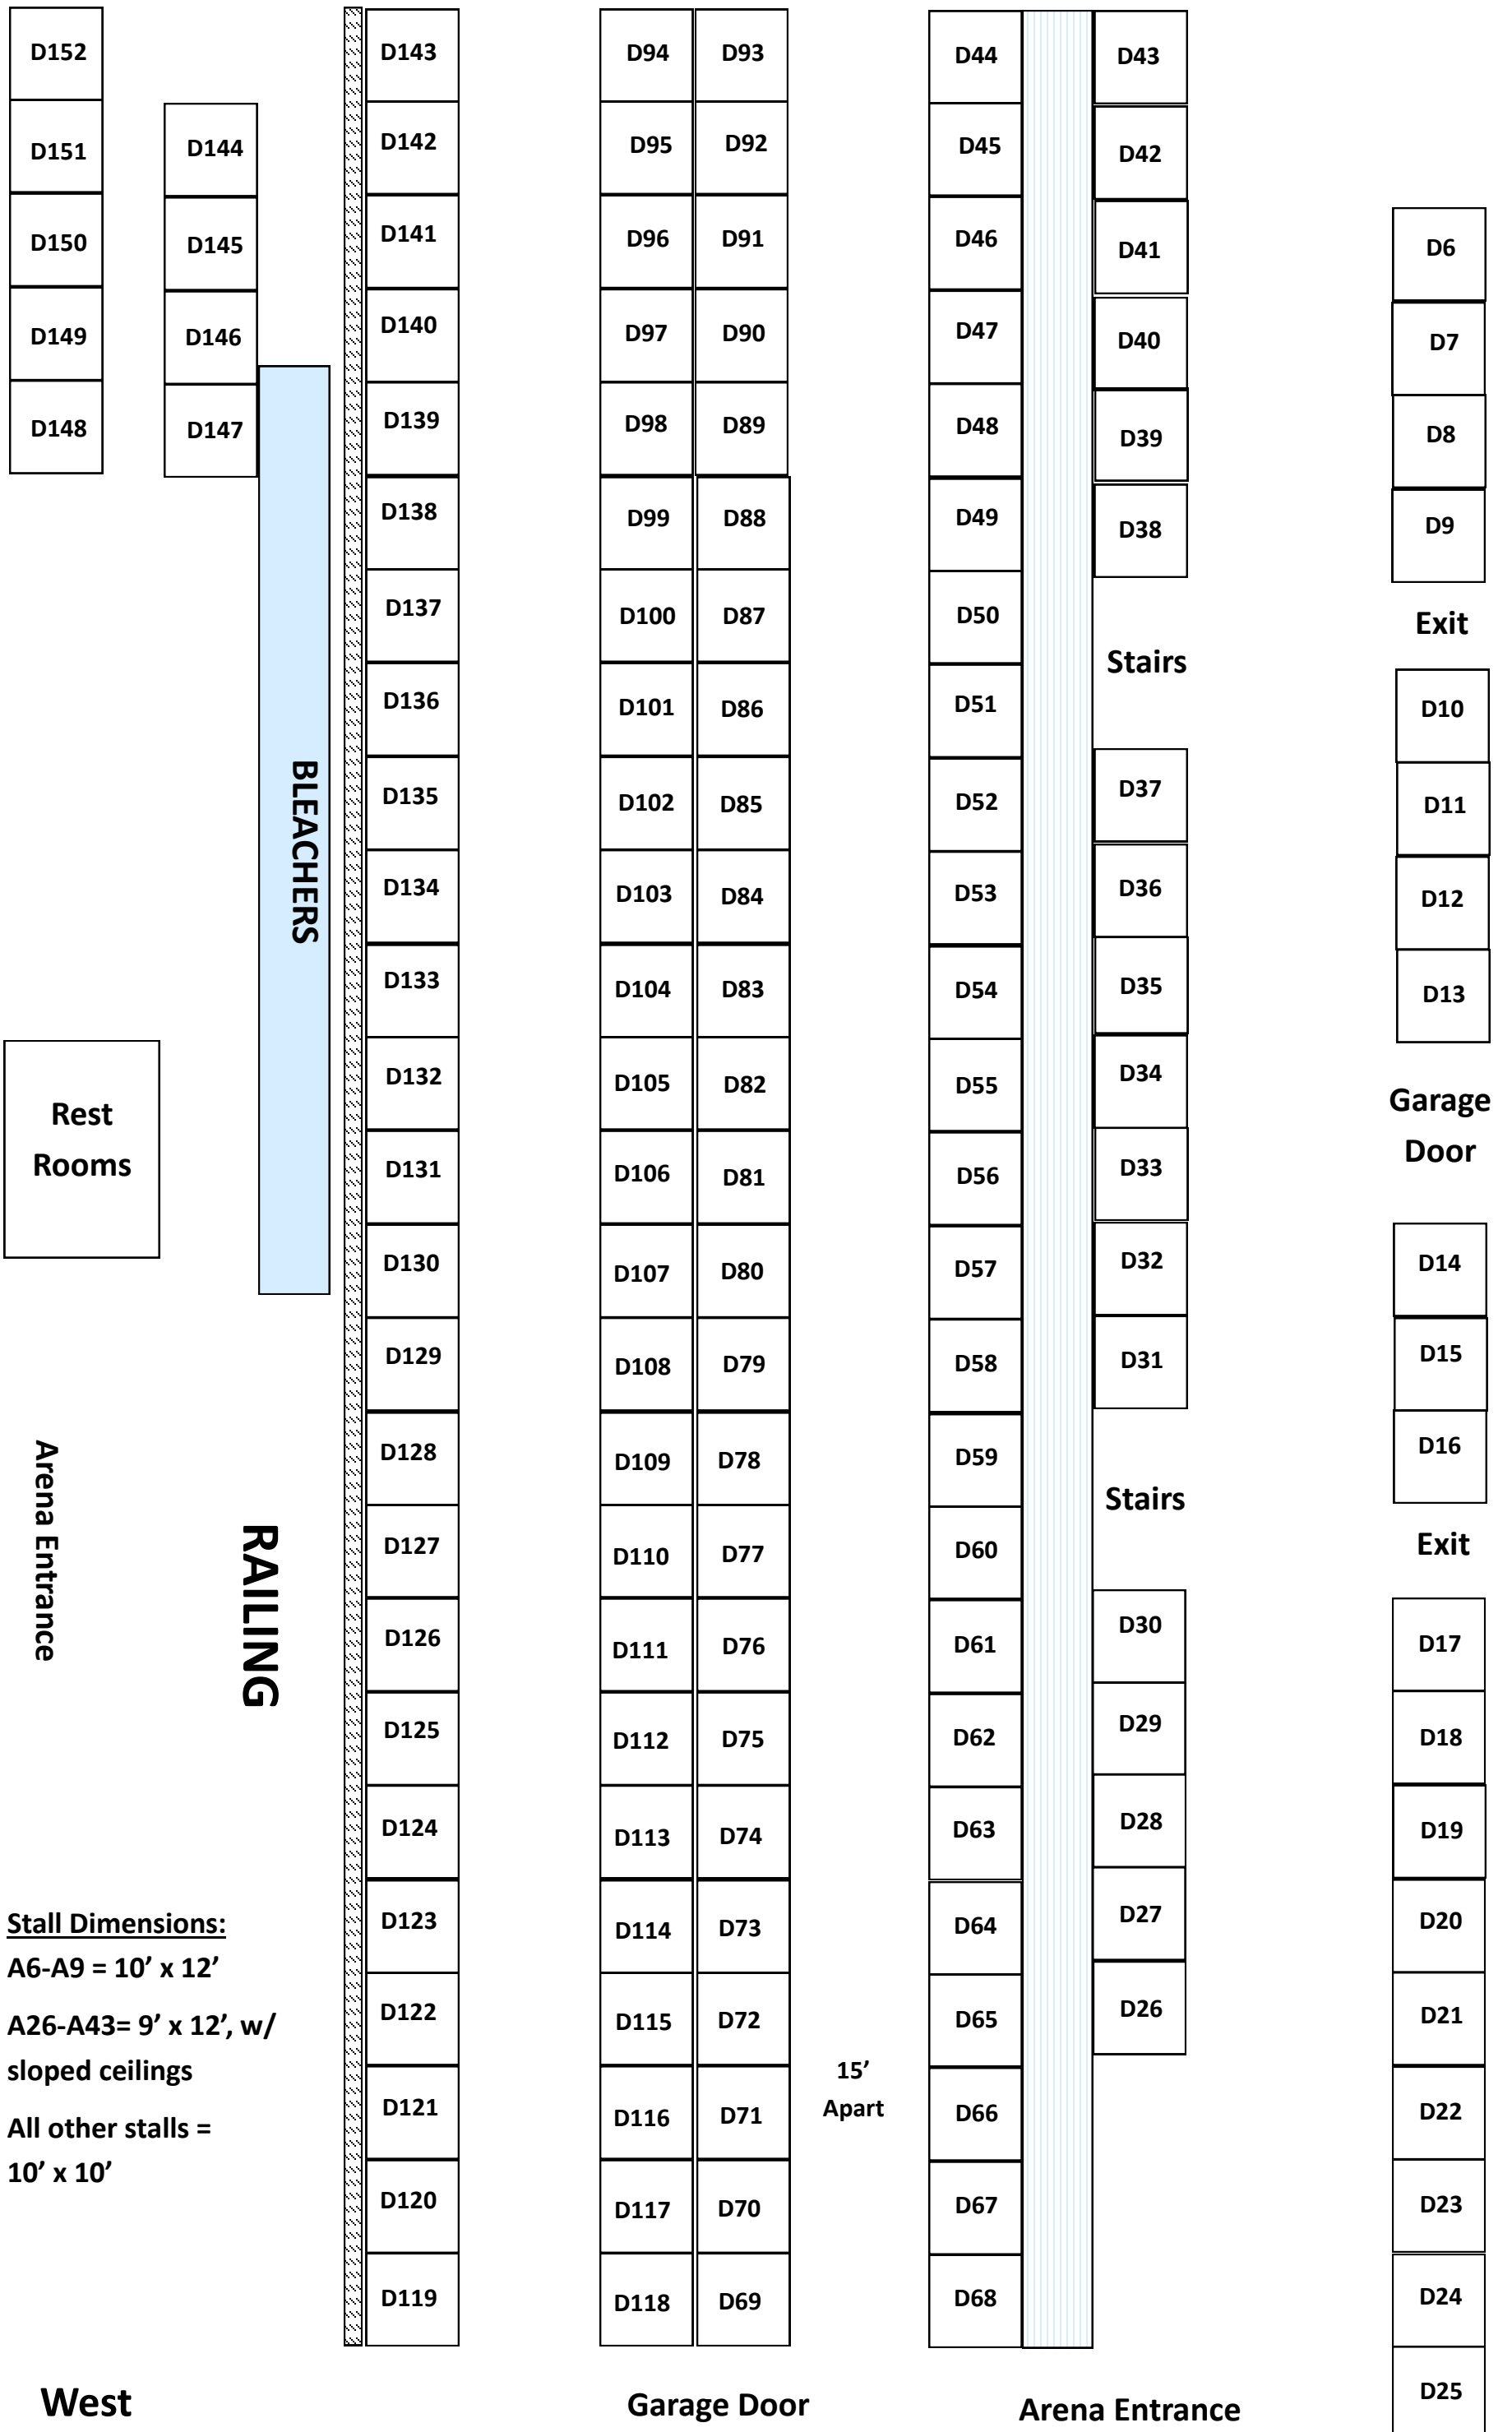 D152
D151
D150
D149
D148
D144
D145
D146
D147
BLEACHERS
Rest
Rooms
Arena Entrance
RAILING
Stall Dimensions:
A6-A9 = 10’ x 12’
A26-A43= 9’ x 12’, w/
sloped ceilings
All other stalls =
10’ x 10’
West
D143
D142
D141
D140
D139
D138
D137
D136
D135
D134
D133
D132
D131
D130
D129
D128
D127
D126
D125
D124
D123
D122
D121
D120
D119
D94
D95
D96
D97
D98
D99
D100
D101
D102
D103
D104
D105
D106
D107
D108
D109
D110
D111
D112
D113
D114
D115
D116
D117
D118
D93
D92
D91
D90
D89
D88
D87
D86
D85
D84
D83
D82
D81
D80
D79
D78
D77
D76
D75
D74
D73
D72
D71
D70
D69
Garage Door
15’
Apart
D44
D45
D46
D47
D48
D49
D50
D51
D52
D53
D54
D55
D56
D57
D58
D59
D60
D61
D62
D63
D64
D65
D66
D67
D68
D43
D42
D41
D40
D39
D38
Stairs
D37
D36
D35
D34
D33
D32
D31
Stairs
D30
D29
D28
D27
D26
Arena Entrance
D6
D7
D8
D9
Exit
D10
D11
D12
D13
Garage
Door
D14
D15
D16
Exit
D17
D18
D19
D20
D21
D22
D23
D24
D25